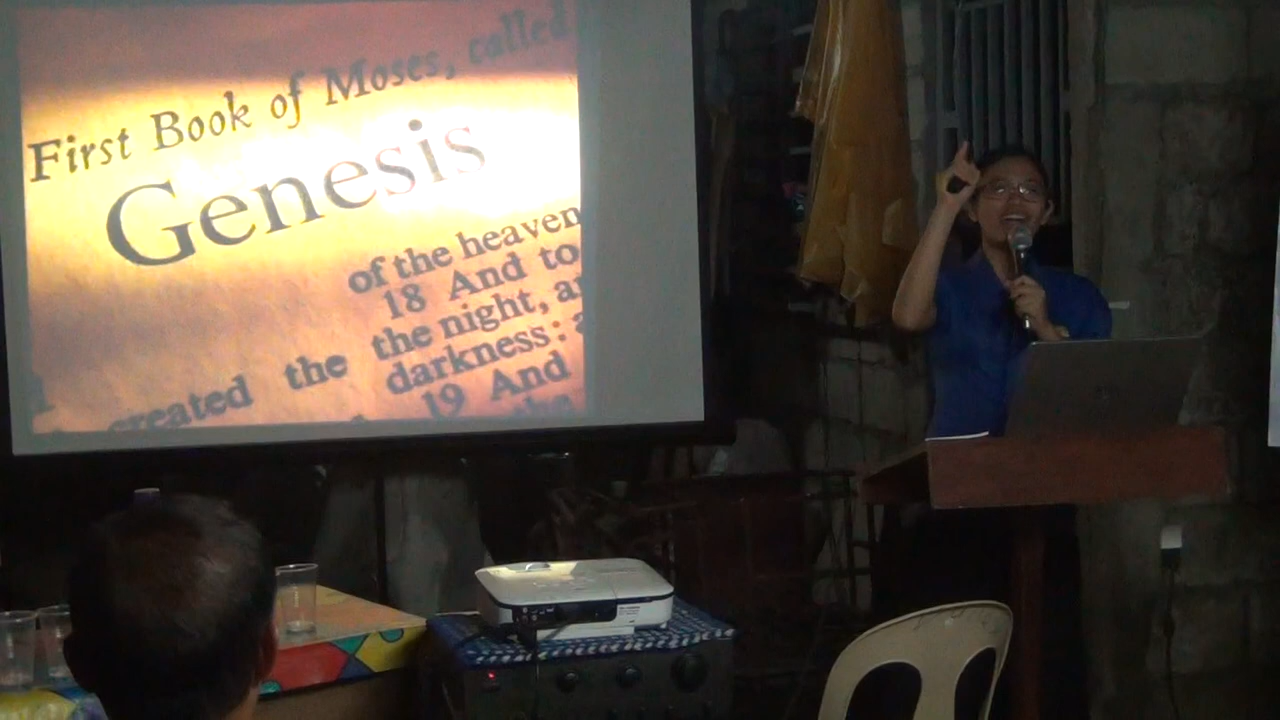 First Book of Moses, called
Genesis
of the heaven
18 And to
the night, a
created the darkness:
19 And
the